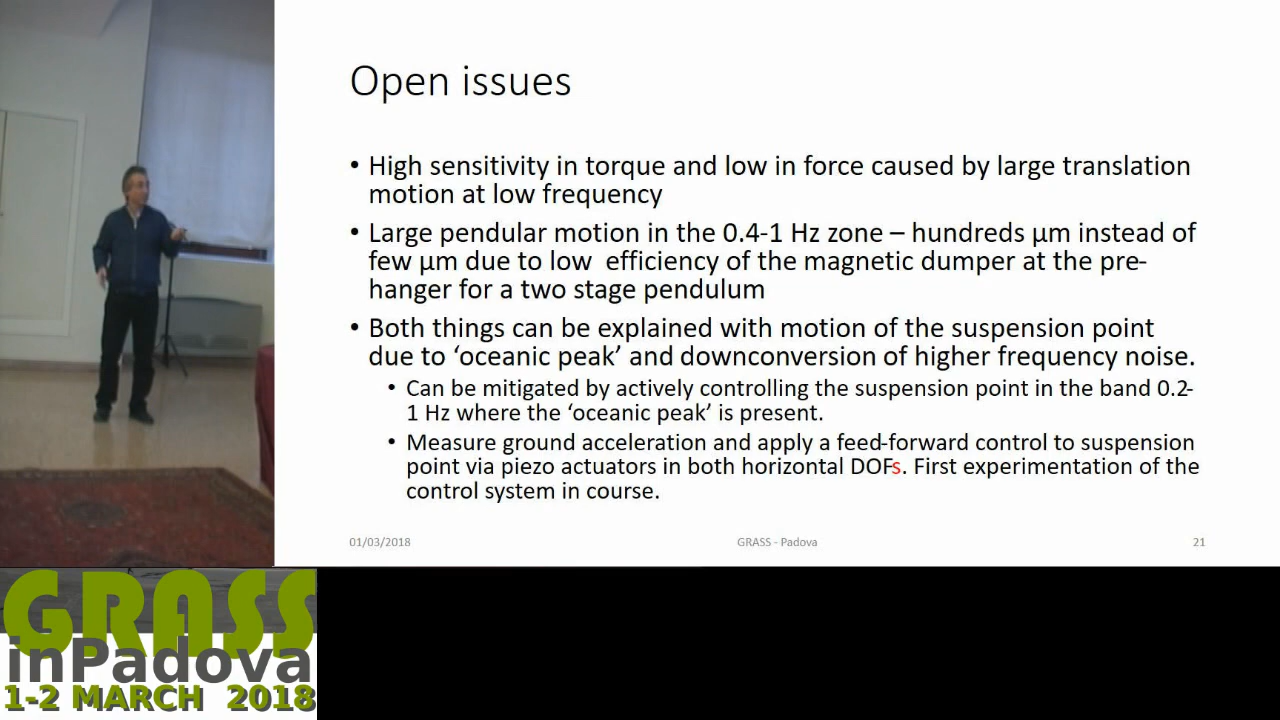 Open issues
• High sensitivity in torque and low in force caused by large translation
motion at low frequency
• Large pendular motion in the 0.4-1 Hz zone – hundreds µm instead of
few µm due to low  efficiency of the magnetic dumper at the pre-
hanger for a two stage pendulum
• Both things can be explained with motion of the suspension point
due to ‘oceanic peak’ and downconversion of higher frequency noise.
• Can be mitigated by actively controlling the suspension point in the band 0.2-
1 Hz where the ‘oceanic peak’ is present.
• Measure ground acceleration and apply a feed-forward control to suspension
point via piezo actuators in both horizontal DOFs. First experimentation of the
control system in course.
01/03/2018
GRASS - Padova
21
GRASS
inPadova
1-2 MARCH 2018